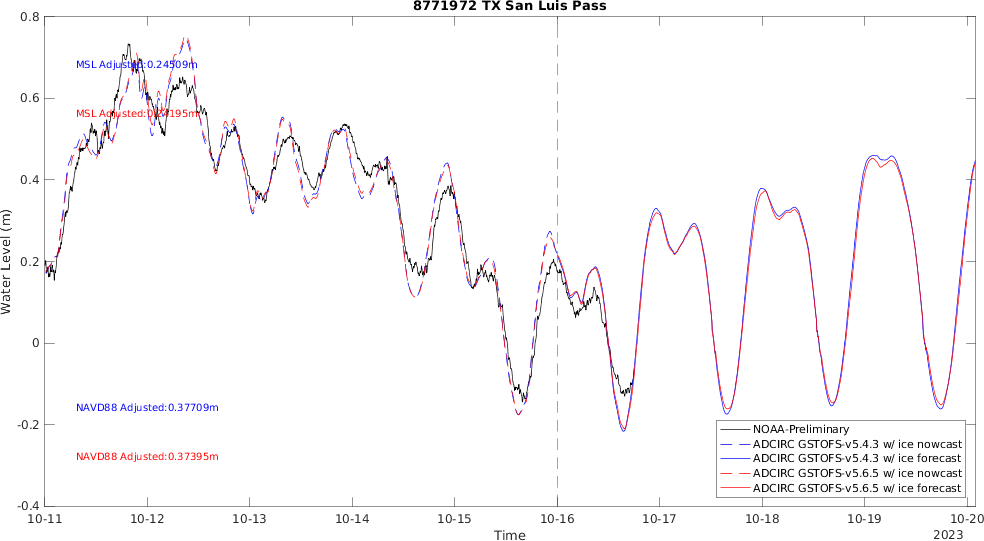 8771972 TX San Luis Pass
Water Level (m)
0.8
0.6
0.4
0.2
0
-0.2
-0.4
MSL Adjusted:0.24509m
MSL Adjusted:0.24195m
NAVD88 Adjusted:0.37709m
NAVD88 Adjusted:0.37395m
NOAA-Preliminary
ADCIRC GSTOFS-v5.4.3 w/ ice nowcast
ADCIRC GSTOFS-v5.4.3 w/ ice forecast
ADCIRC GSTOFS-v5.6.5 w/ ice nowcast
ADCIRC GSTOFS-v5.6.5 w/ ice forecast
10-11 10-12 10-13 10-14 10-15 10-16 10-17 10-18 10-19 10-20
Time
2023